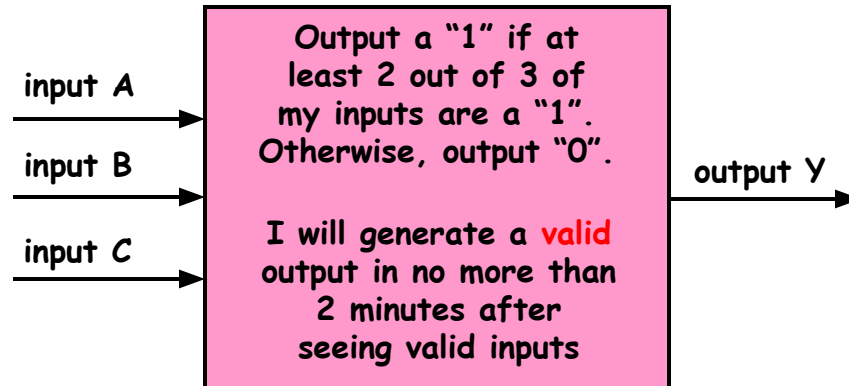 input A
input B
input C
Output a “1” if at
least 2 out of 3 of
my inputs are a “1”.
Otherwise, output “0”.
I will generate a valid
output in no more than
2 minutes after
seeing valid inputs
output Y